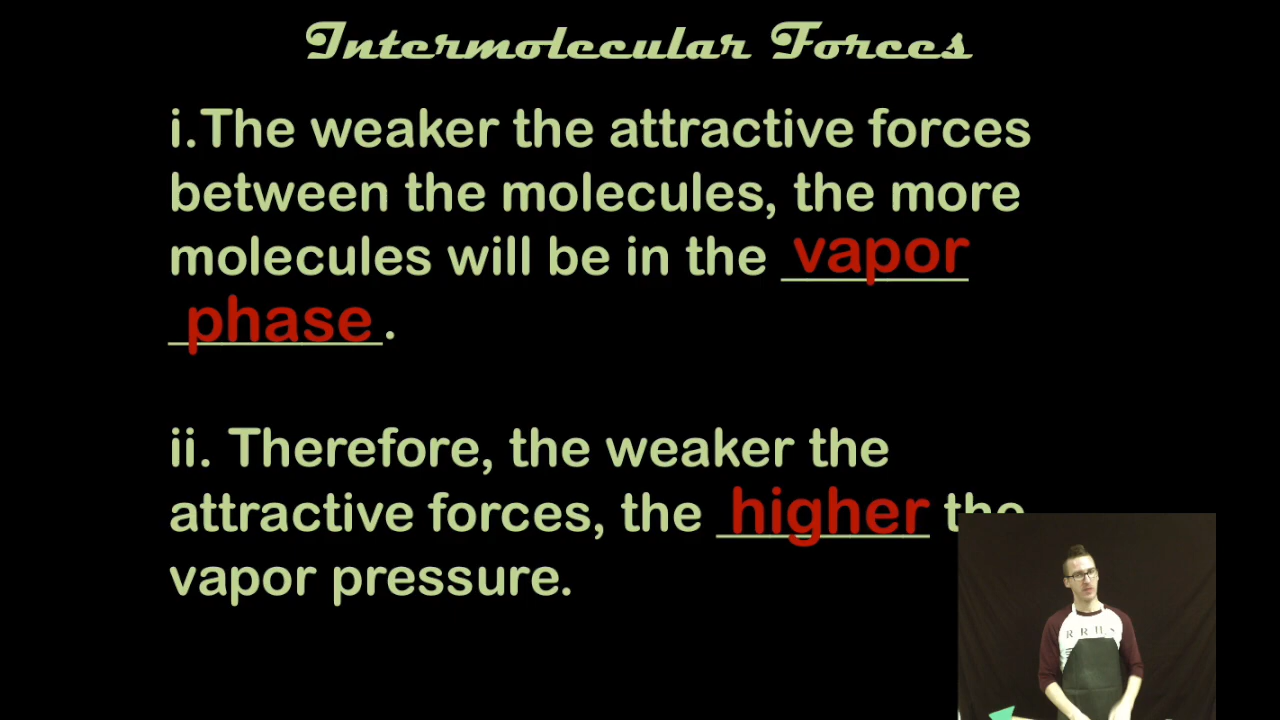 Intermolecular Forces
i.The weaker the attractive forces
between the molecules, the more
molecules will be in the vapor
phase.
ii. Therefore, the weaker the
attractive forces, the higher the
vapor pressure.